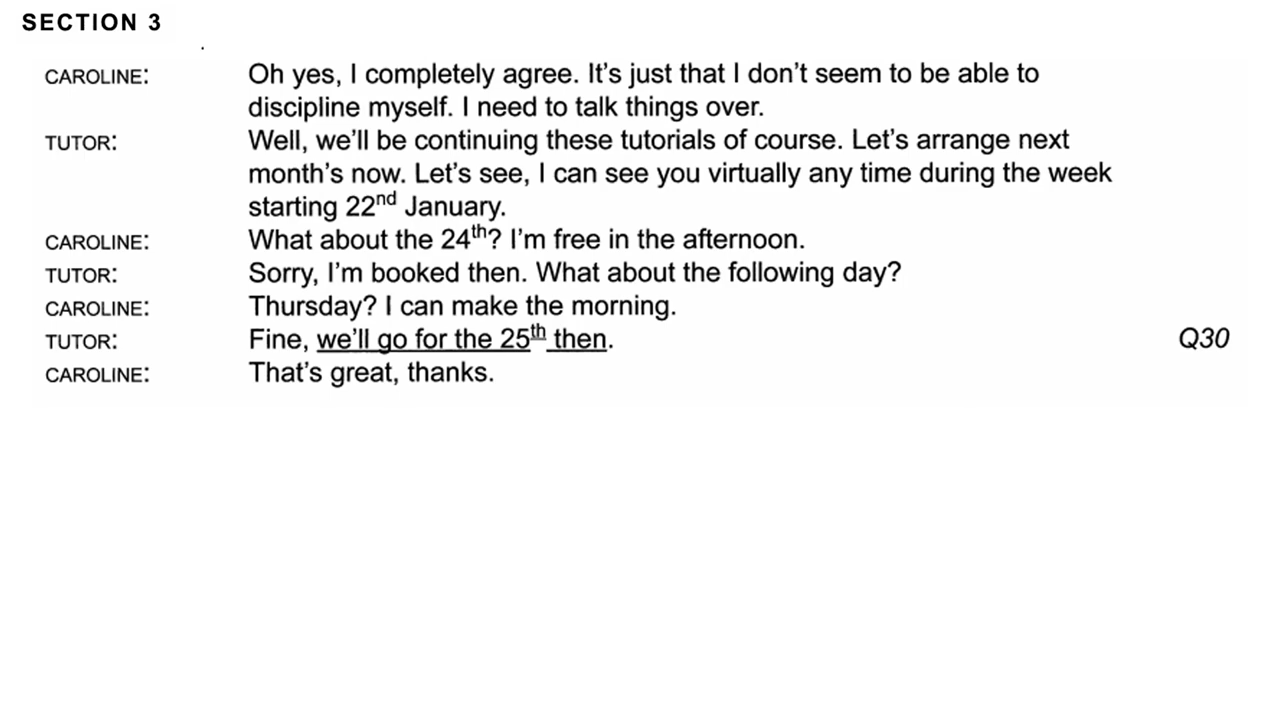 SECTION 3
CAROLINE: Oh yes, I completely agree. It's just that I don't seem to be able to
discipline myself. I need to talk things over.
TUTOR: Well, we'll be continuing these tutorials of course. Let's arrange next
month's now. Let's see, I can see you virtually any time during the week
starting 22nd January.
CAROLINE: What about the 24th? I'm free in the afternoon.
TUTOR: Sorry, I'm booked then. What about the following day?
CAROLINE: Thursday? I can make the morning.
TUTOR: Fine, we'll go for the 25th then. Q30
CAROLINE: That's great, thanks.